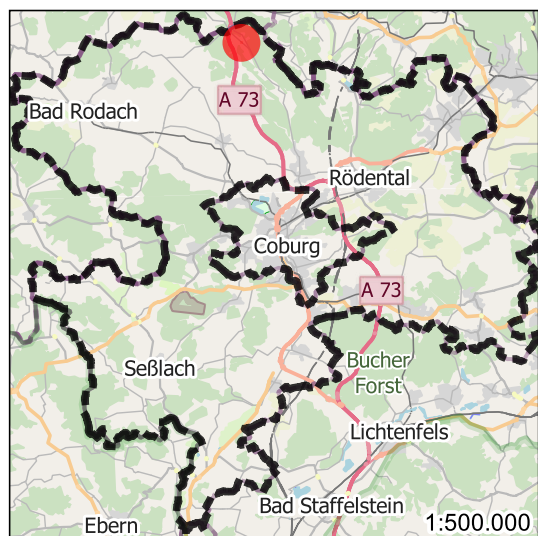 A 73
Bad Rodach
Rödental
Coburg
A 73
Seßlach
Bucher
Forst
Lichtenfels
Bad Staffelstein
Ebern
1:500.000